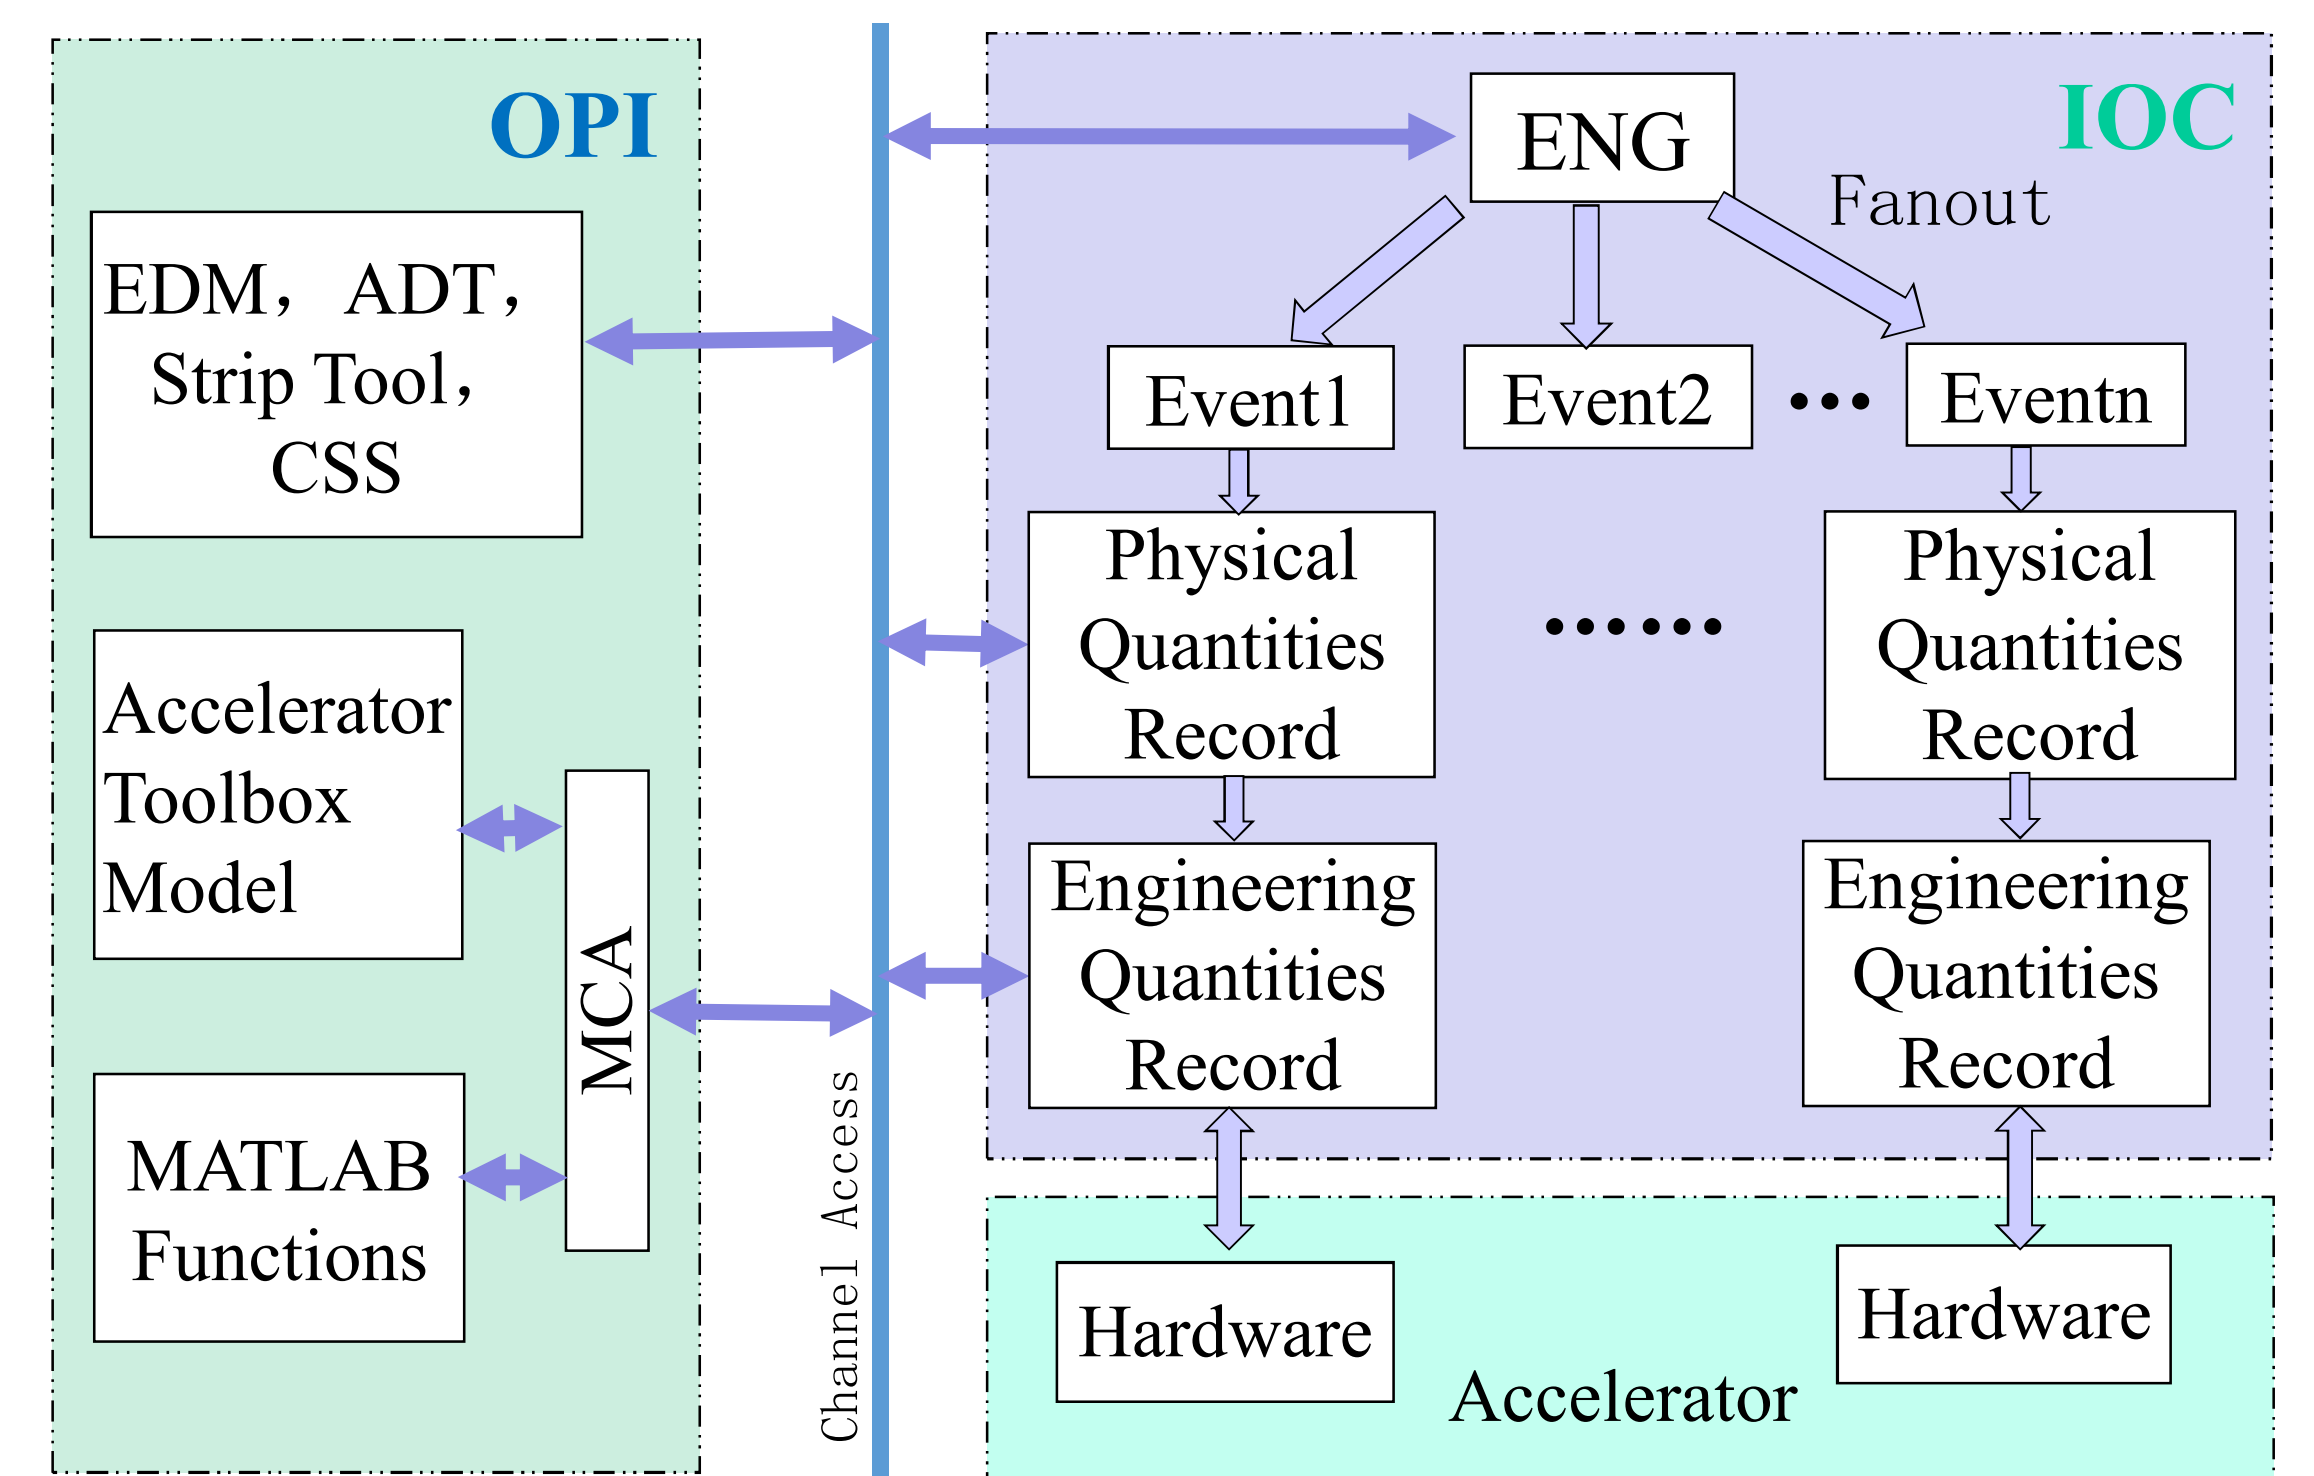 OPI
EDM，ADT，
Strip Tool，
CSS
Accelerator
Toolbox
Model
MCA
MATLAB
Functions
Channel Access
IOC
ENG
Fanout
Event1
Event2
•••
Eventn
Physical
Quantities
Record
••••••
Physical
Quantities
Record
Engineering
Quantities
Record
Engineering
Quantities
Record
Hardware
Hardware
Accelerator